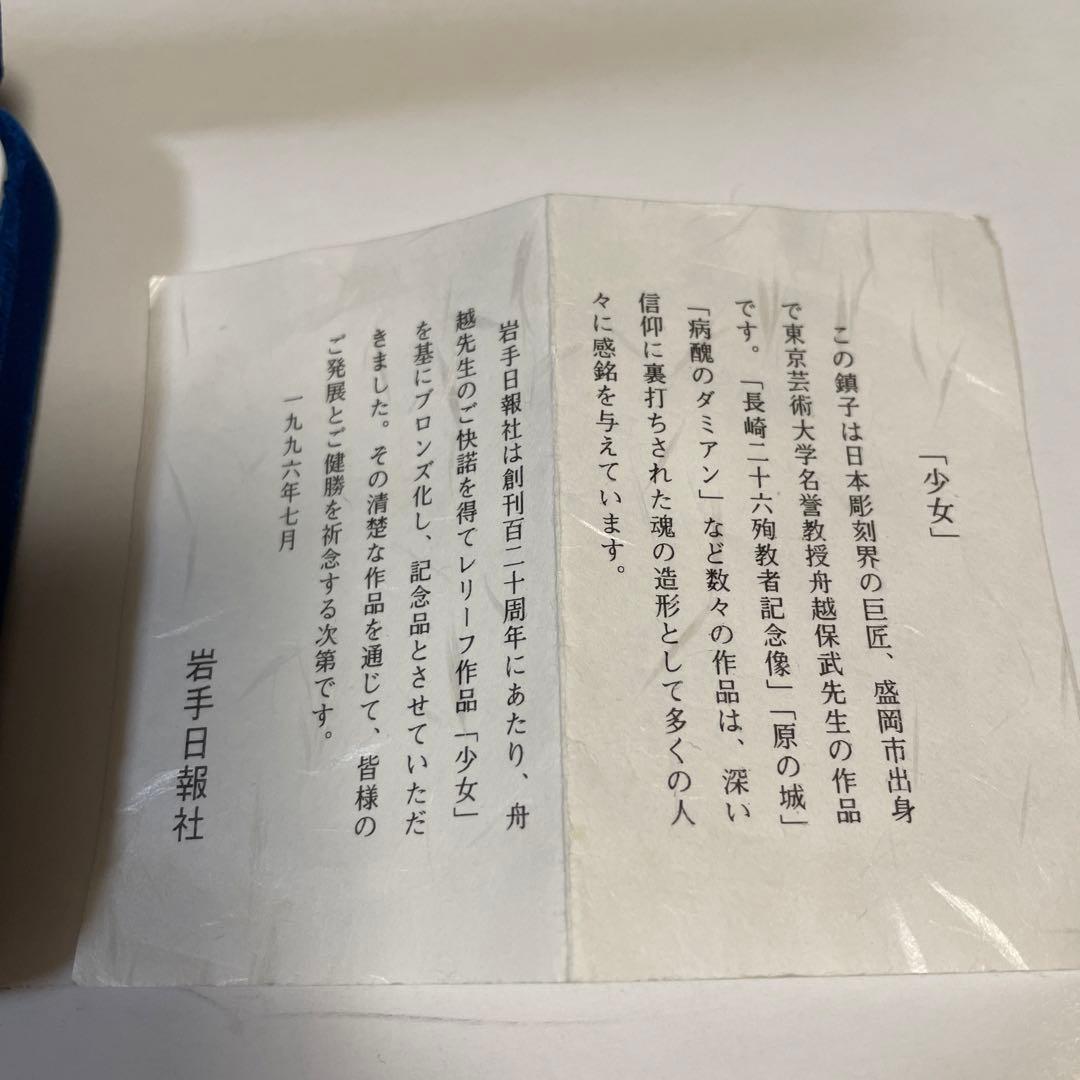 「少女」
この鎮子は日本彫刻界の巨匠、盛岡市出身
で東京芸術大学名誉教授舟越保武先生の作品
です。「長崎二十六殉教者記念像」「原の城」
「病醜のダミアン」など数々の作品は、深い
信仰に裏打ちされた魂の造形として多くの人
々に感銘を与えています。
岩手日報社は創刊百二十周年にあたり、舟
越先生のご快諾を得てレリーフ作品「少女」
を基にブロンズ化し、記念品とさせていただ
きました。その清楚な作品を通じて、皆様の
ご発展とご健勝を祈念する次第です。
一九九六年七月
岩手日報社